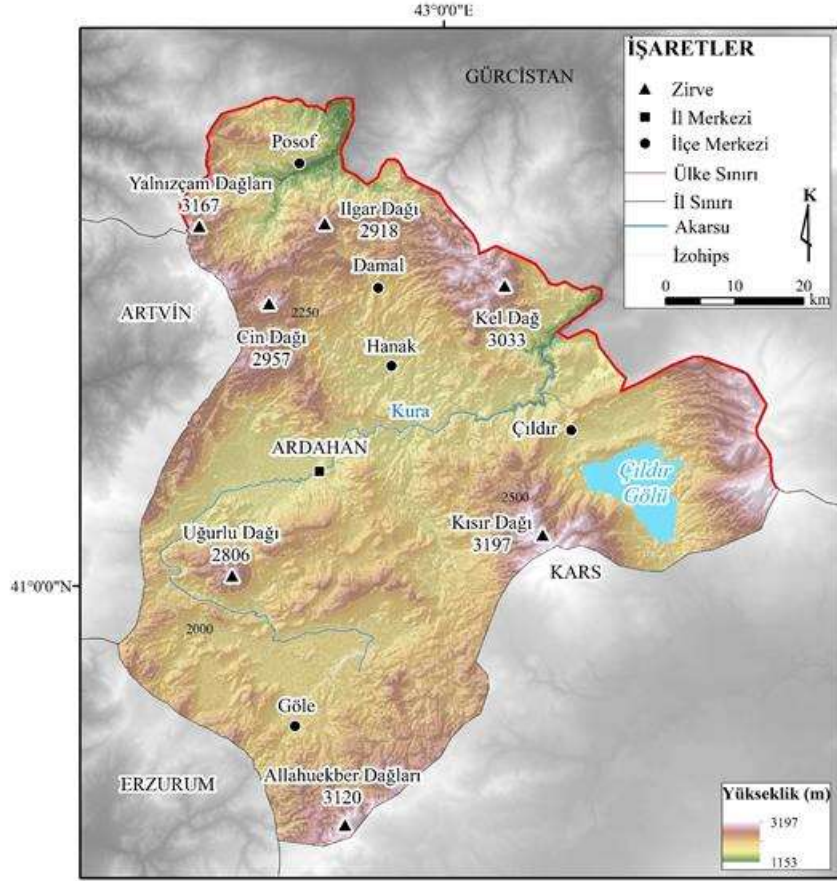 43°0'0"E
İŞARETLER
Zirve
İl Merkezi
İlçe Merkezi
Ülke Sınırı
İl Sınırı
Akarsu
İzohips
K
0 10 20
km
GÜRCİSTAN
Posof
Yalnızçam Dağları
3167
Ilgar Dağı
2918
Damal
ARTVİN
2250
Cin Dağı
2957
Kel Dağ
3033
Hanak
Kura
Çıldır
ARDAHAN
Çıldır
Gölü
2500
Kısır Dağı
3197
Uğurlu Dağı
2806
KARS
41°0'0"N
2000
Göle
ERZURUM
Allahuekber Dağları
3120
Yükseklik (m)
3197
1153